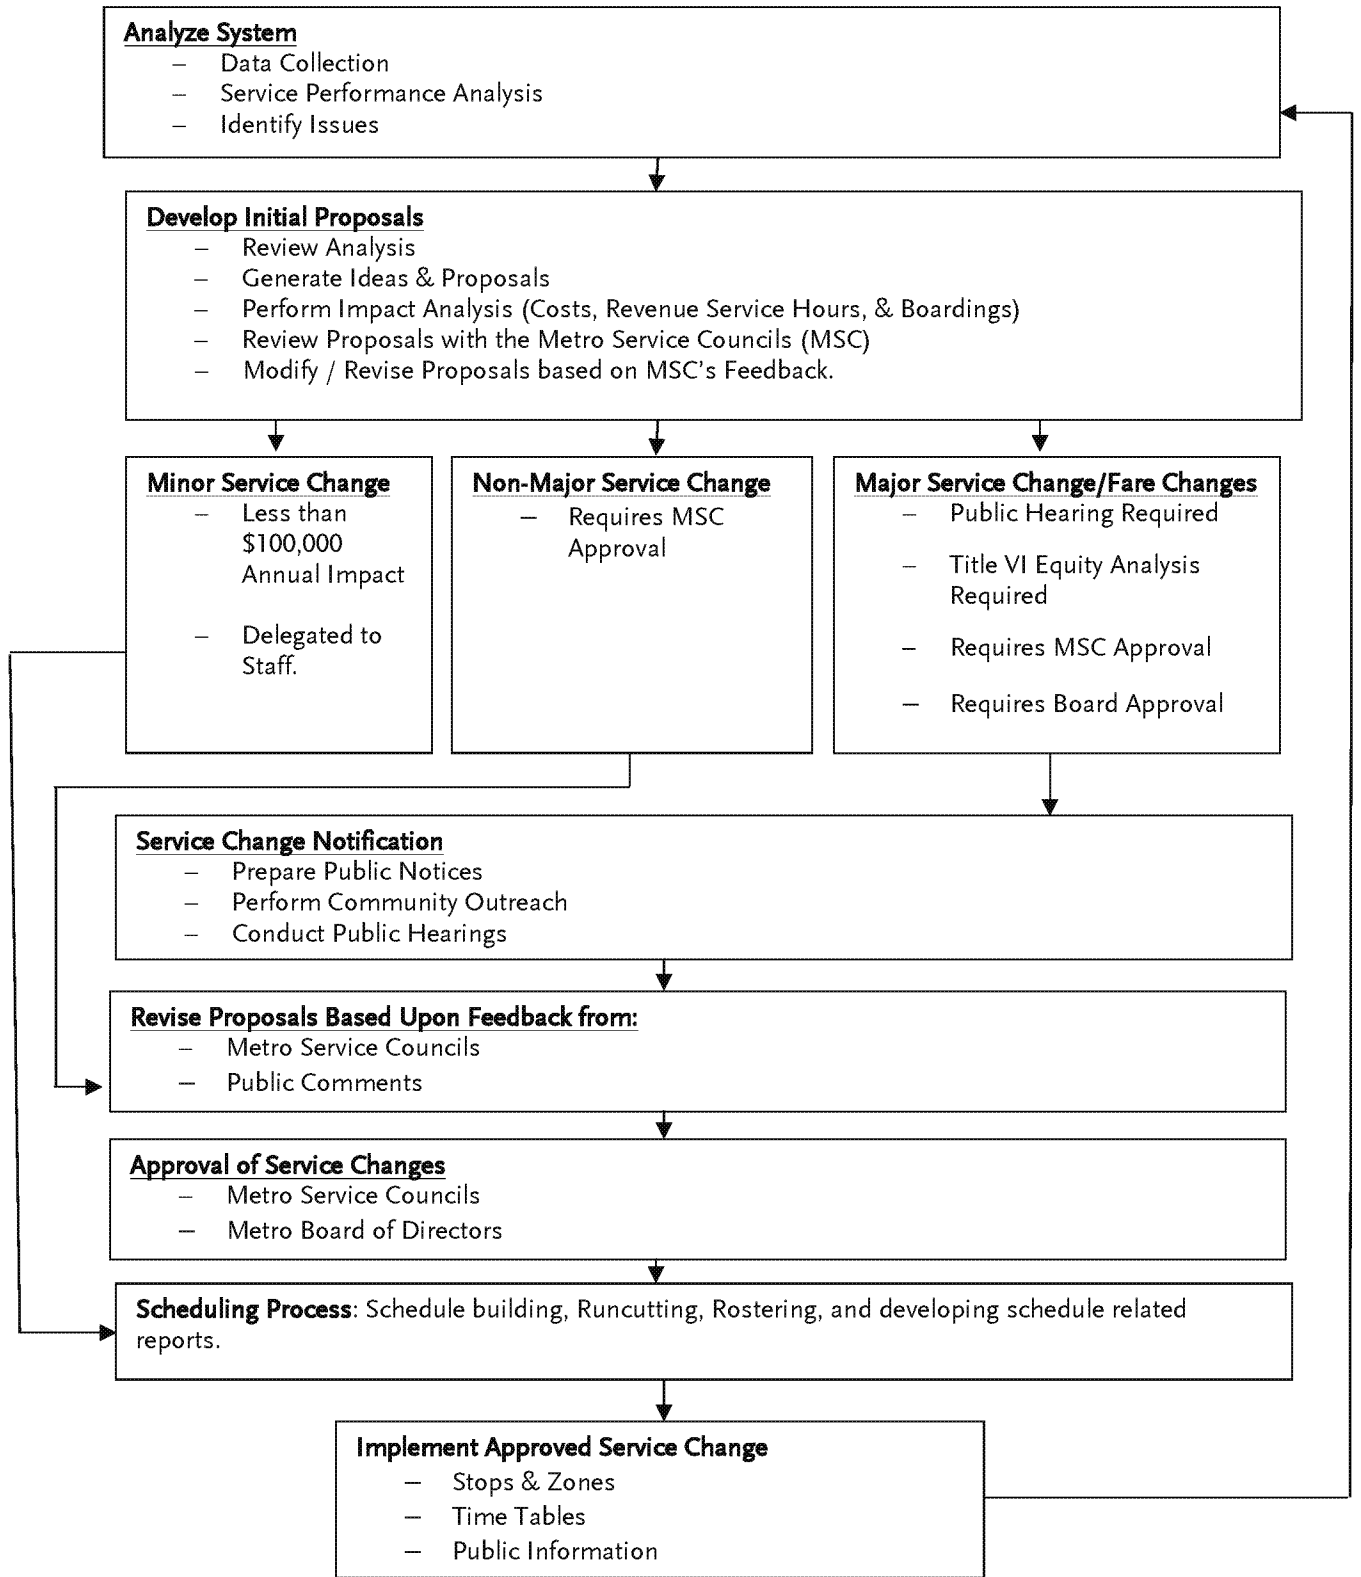 Analyze System
– Data Collection
– Service Performance Analysis
– Identify Issues
Develop Initial Proposals
– Review Analysis
– Generate Ideas & Proposals
– Perform Impact Analysis (Costs, Revenue Service Hours, & Boardings)
– Review Proposals with the Metro Service Councils (MSC)
– Modify / Revise Proposals based on MSC's Feedback.
Minor Service Change
– Less than
$100,000
Annual Impact
– Delegated to
Staff.
Non-Major Service Change
– Requires MSC
Approval
Major Service Change/Fare Changes
– Public Hearing Required
– Title VI Equity Analysis
Required
– Requires MSC Approval
– Requires Board Approval
Service Change Notification
– Prepare Public Notices
– Perform Community Outreach
– Conduct Public Hearings
Revise Proposals Based Upon Feedback from:
– Metro Service Councils
– Public Comments
Approval of Service Changes
– Metro Service Councils
– Metro Board of Directors
Scheduling Process: Schedule building, Runcutting, Rostering, and developing schedule related
reports.
Implement Approved Service Change
– Stops & Zones
– Time Tables
– Public Information